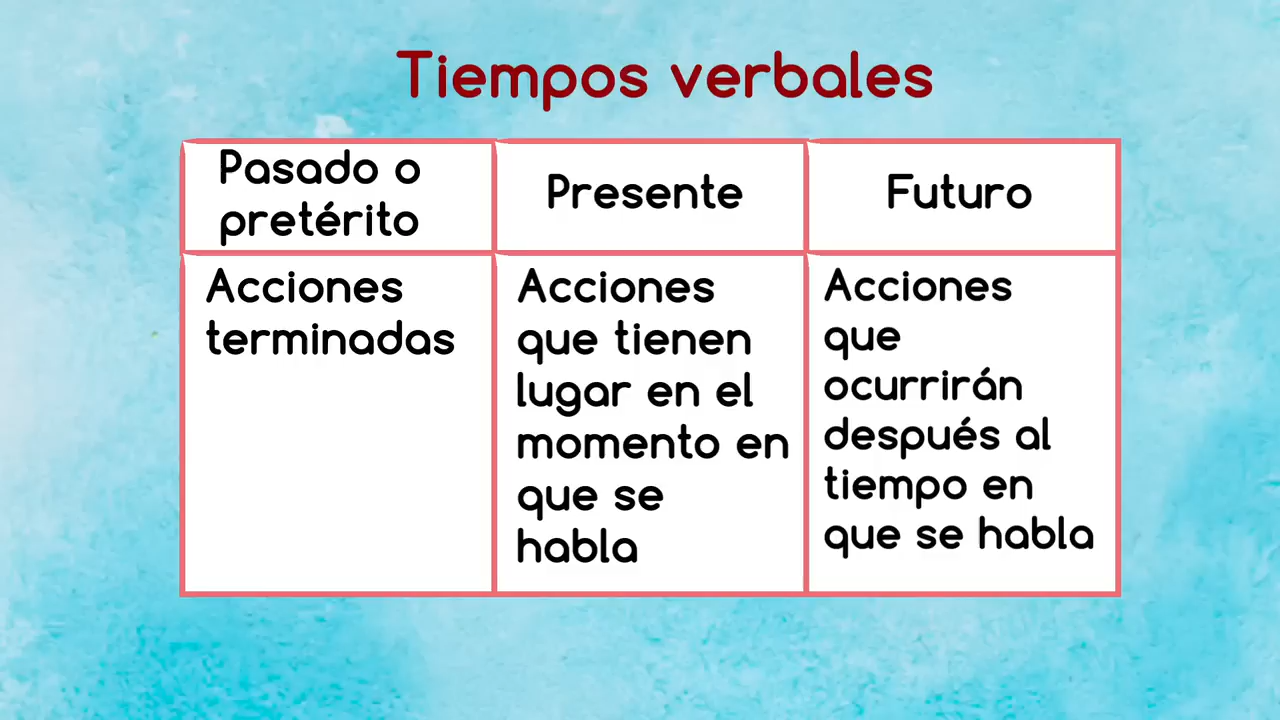 Tiempos verbales
Pasado o
pretérito
Presente
Futuro
Acciones
terminadas
Acciones
que tienen
lugar en el
momento en
que se
habla
Acciones
que
ocurrirán
después al
tiempo en
que se habla